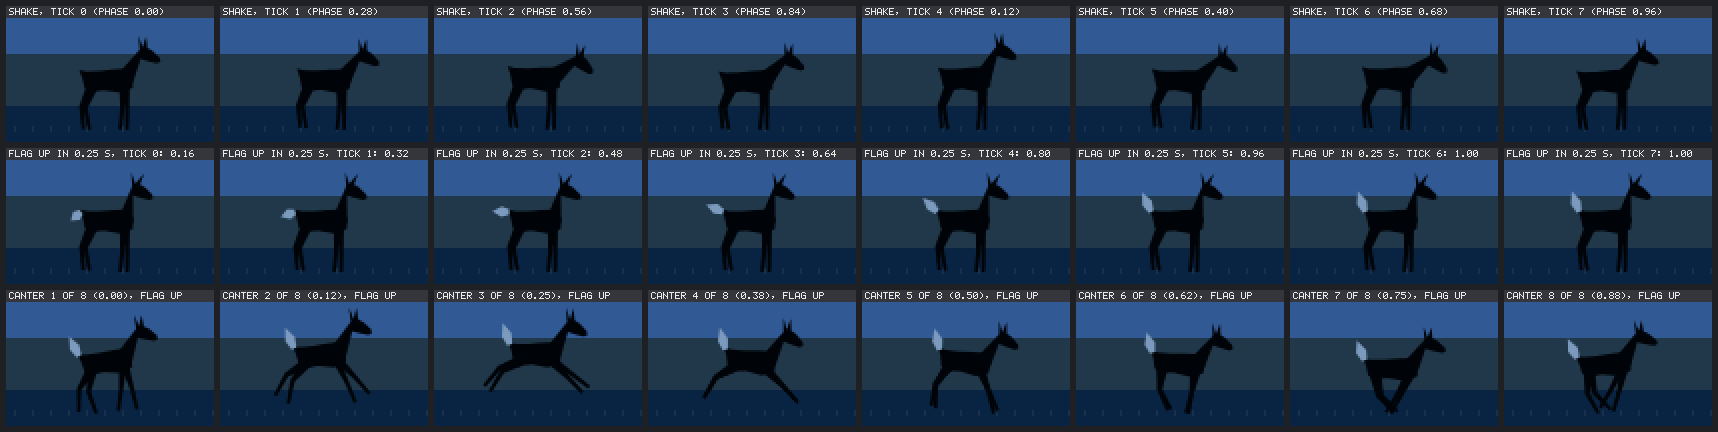 SHAKE, TICK 0 (PHASE 0.00)
SHAKE, TICK 1 (PHASE 0.28)
SHAKE, TICK 2 (PHASE 0.56)
SHAKE, TICK 3 (PHASE 0.84)
SHAKE, TICK 4 (PHASE 0.12)
SHAKE, TICK 5 (PHASE 0.40)
SHAKE, TICK 6 (PHASE 0.68)
SHAKE, TICK 7 (PHASE 0.96)
FLAG UP IN 0.25 S, TICK 0: 0.16
FLAG UP IN 0.25 S, TICK 1: 0.32
FLAG UP IN 0.25 S, TICK 2: 0.48
FLAG UP IN 0.25 S, TICK 3: 0.64
FLAG UP IN 0.25 S, TICK 4: 0.80
FLAG UP IN 0.25 S, TICK 5: 0.96
FLAG UP IN 0.25 S, TICK 6: 1.00
FLAG UP IN 0.25 S, TICK 7: 1.00
CANTER 1 OF 8 (0.00), FLAG UP
CANTER 2 OF 8 (0.12), FLAG UP
CANTER 3 OF 8 (0.25), FLAG UP
CANTER 4 OF 8 (0.38), FLAG UP
CANTER 5 OF 8 (0.50), FLAG UP
CANTER 6 OF 8 (0.62), FLAG UP
CANTER 7 OF 8 (0.75), FLAG UP
CANTER 8 OF 8 (0.88), FLAG UP